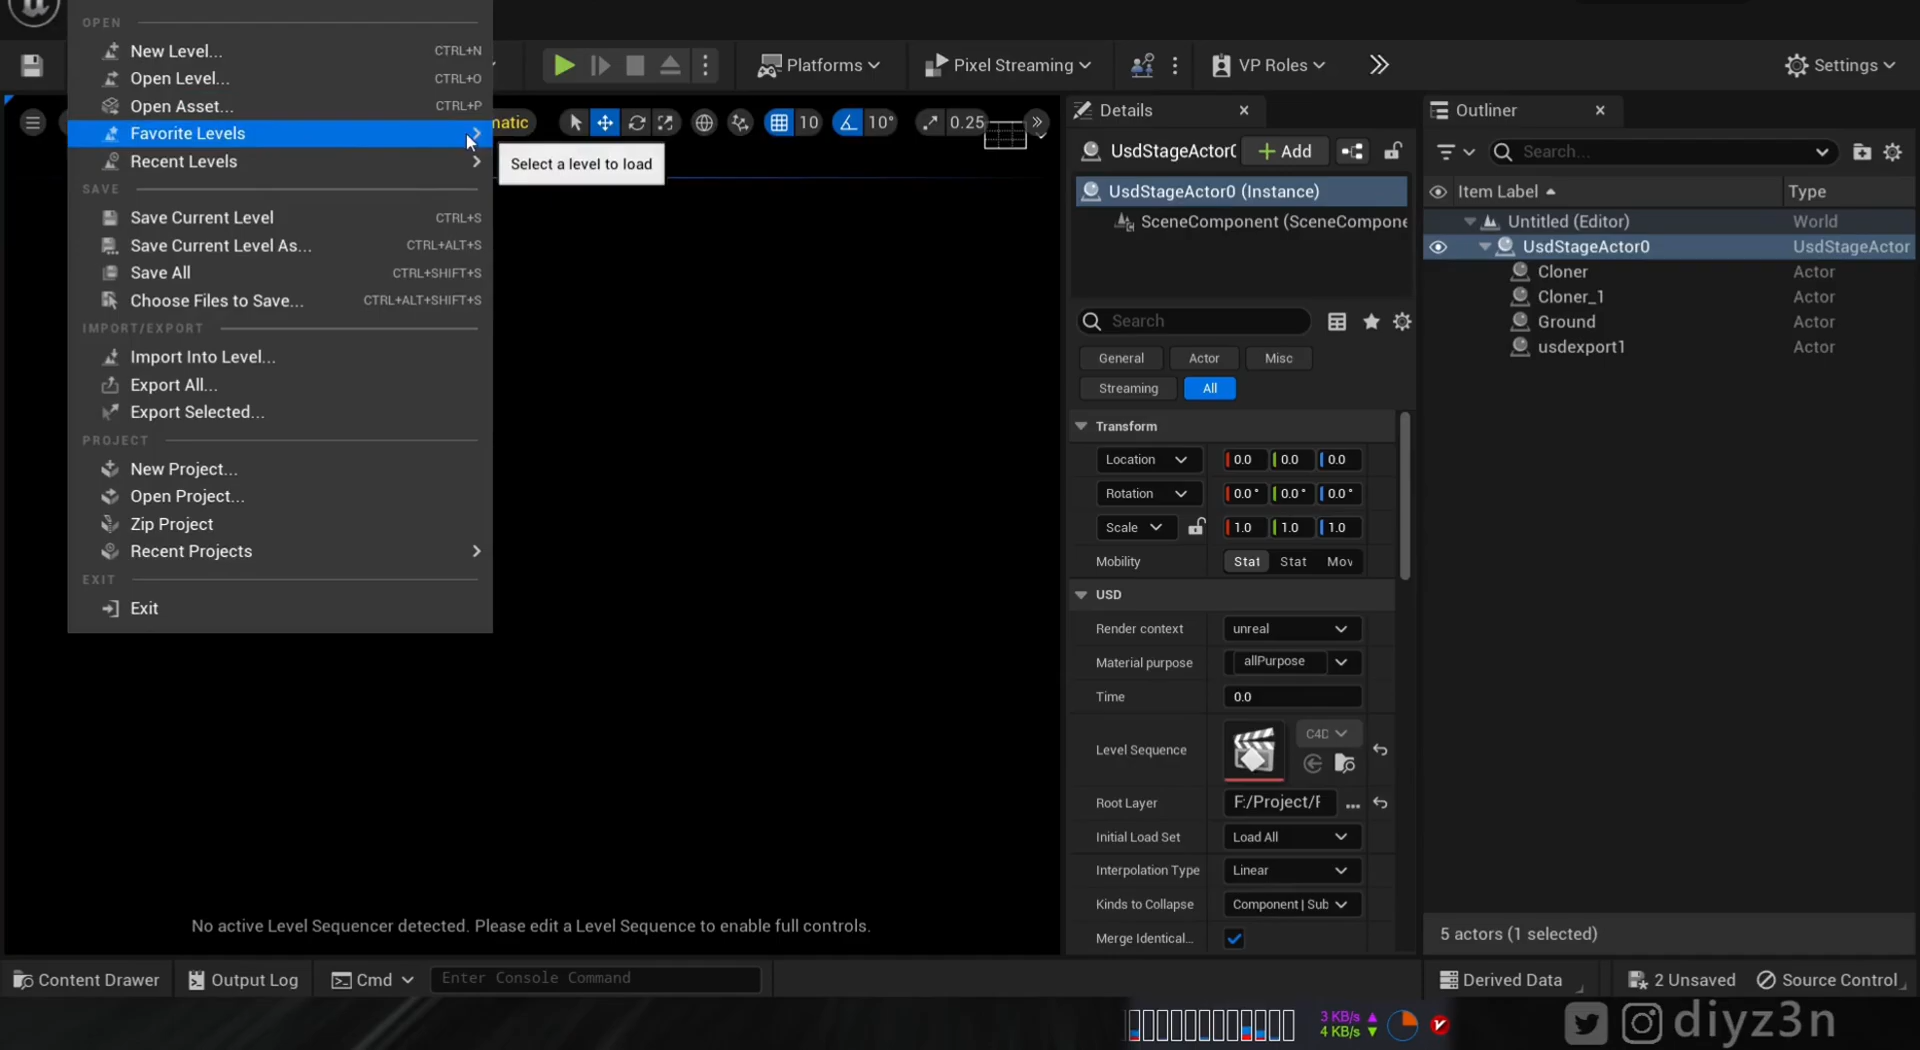 OPEN
New Level... CTRL+N
Open Level... CTRL+O
Open Asset... CTRL+P
Favorite Levels
Recent Levels
Select a level to load
SAVE
Save Current Level CTRL+S
Save Current Level As... CTRL+ALT+S
Save All CTRL+SHIFT+S
Choose Files to Save... CTRL+ALT+SHIFT+S
IMPORT/EXPORT
Import Into Level...
Export All...
Export Selected...
PROJECT
New Project...
Open Project...
Zip Project
Recent Projects
EXIT
Exit
Platforms
Pixel Streaming
VP Roles
Settings
matic
10
10°
0.25
No active Level Sequencer detected. Please edit a Level Sequence to enable full controls.
Details
UsdStageActor0 Add
UsdStageActor0 (Instance)
SceneComponent (SceneCompone
Search
General Actor Misc
Streaming All
Transform
Location 0.0 0.0 0.0
Rotation 0.0° 0.0° 0.0°
Scale 1.0 1.0 1.0
Mobility Stat Stat Mov
USD
Render context unreal
Material purpose allPurpose
Time 0.0
Level Sequence C4D
Root Layer F:/Project/F
Initial Load Set Load All
Interpolation Type Linear
Kinds to Collapse Component | Sub
Merge Identical...
Outliner
Search...
Item Label Type
Untitled (Editor) World
UsdStageActor0 UsdStageActor
Cloner Actor
Cloner_1 Actor
Ground Actor
usdexport1 Actor
5 actors (1 selected)
Content Drawer
Output Log
Cmd
Enter Console Command
Derived Data
2 Unsaved
Source Control
3 KB/s
4 KB/s
diyz3n